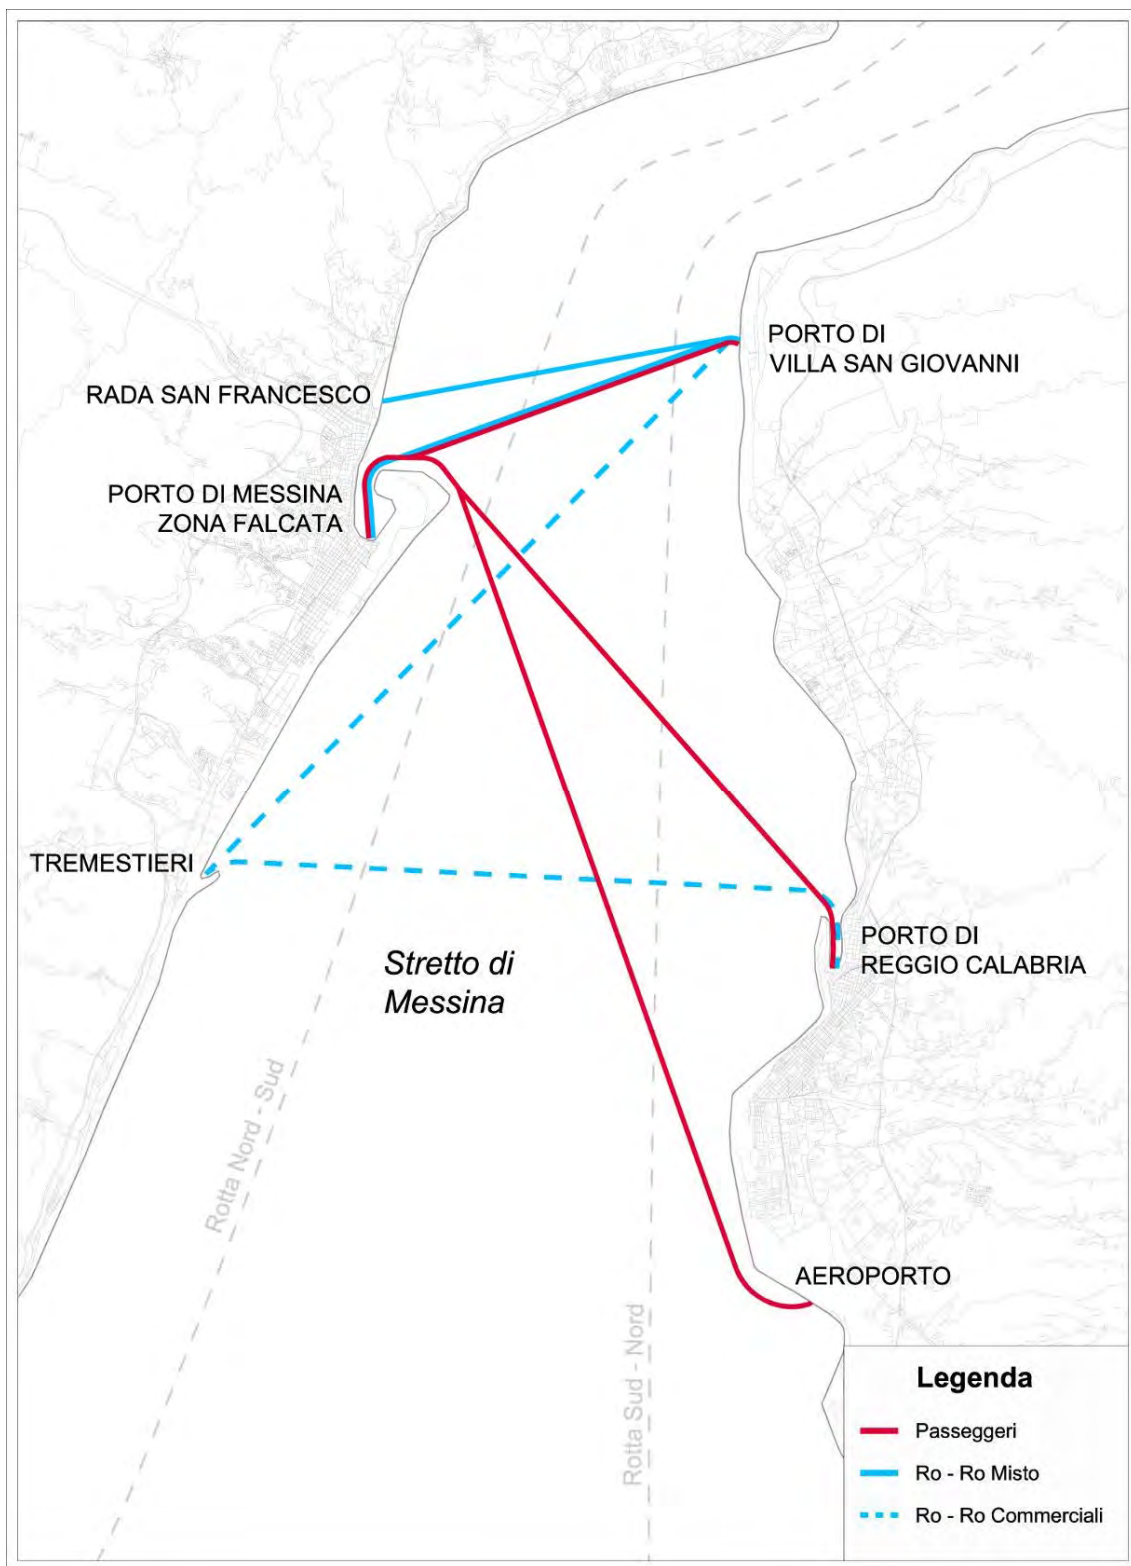 PORTO DI
VILLA SAN GIOVANNI
RADA SAN FRANCESCO
PORTO DI MESSINA
ZONA FALCATA
TREMESTIERI
PORTO DI
REGGIO CALABRIA
Stretto di
Messina
Rotta Nord - Sud
AEROPORTO
Rotta Sud - Nord
Legenda
Passeggeri
Ro - Ro Misto
Ro - Ro Commerciali